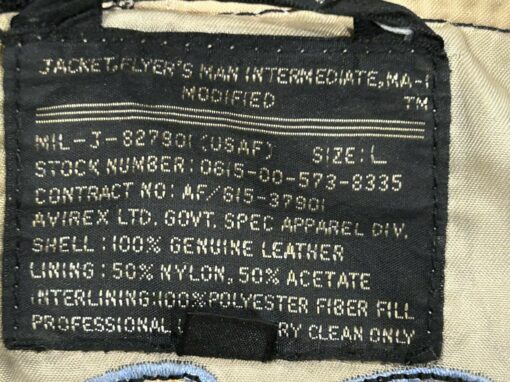 JACKET, FLYER'S MAN INTERMEDIATE, MA-1
MODIFIED TM
MIL-J-82790I (USAF) SIZE: L
STOCK NUMBER: 0615-00-573-8335
CONTRACT NO: AF/615-37901
AVIREX LTD. GOVT. SPEC APPAREL DIV.
SHELL: 100% GENUINE LEATHER
LINING: 50% NYLON, 50% ACETATE
INTERLINING: 100% POLYESTER FIBER FILL
PROFESSIONAL CLEAN ONLY